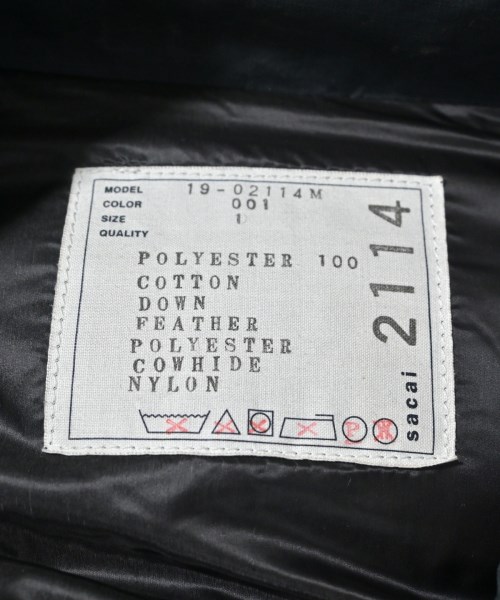 MODEL 19-02114M
COLOR 001
SIZE 1
QUALITY
POLYESTER 100
COTTON
DOWN
FEATHER
POLYESTER
COWHIDE
NYLON
P
sacai 2114